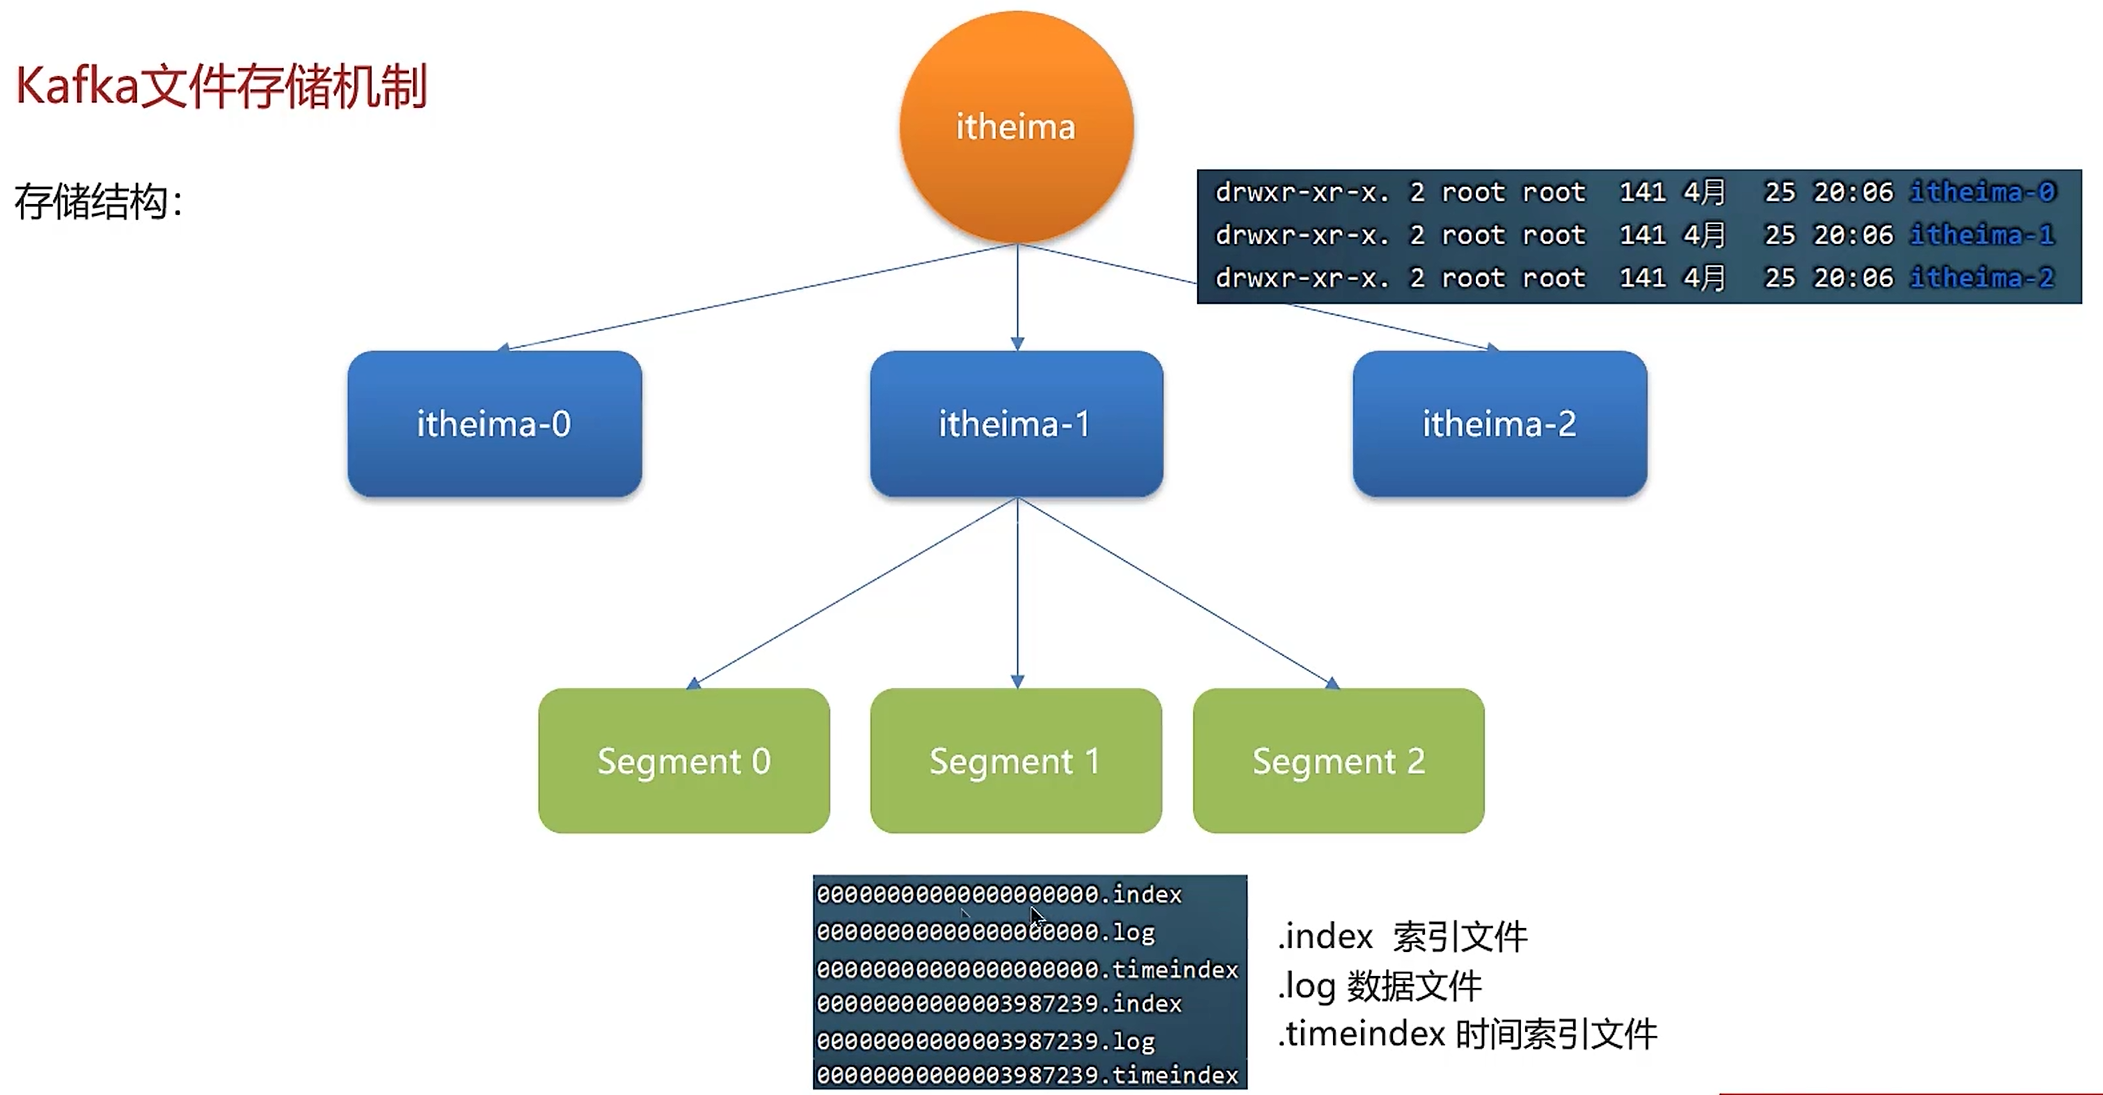 Kafka文件存储机制
存储结构：
itheima
drwxr-xr-x. 2 root root 141 4月 25 20:06 itheima-0
drwxr-xr-x. 2 root root 141 4月 25 20:06 itheima-1
drwxr-xr-x. 2 root root 141 4月 25 20:06 itheima-2
itheima-0
itheima-1
itheima-2
Segment 0
Segment 1
Segment 2
00000000000000000000.index
00000000000000000000.log
00000000000000000000.timeindex
00000000000003987239.index
00000000000003987239.log
00000000000003987239.timeindex
.index 索引文件
.log 数据文件
.timeindex 时间索引文件